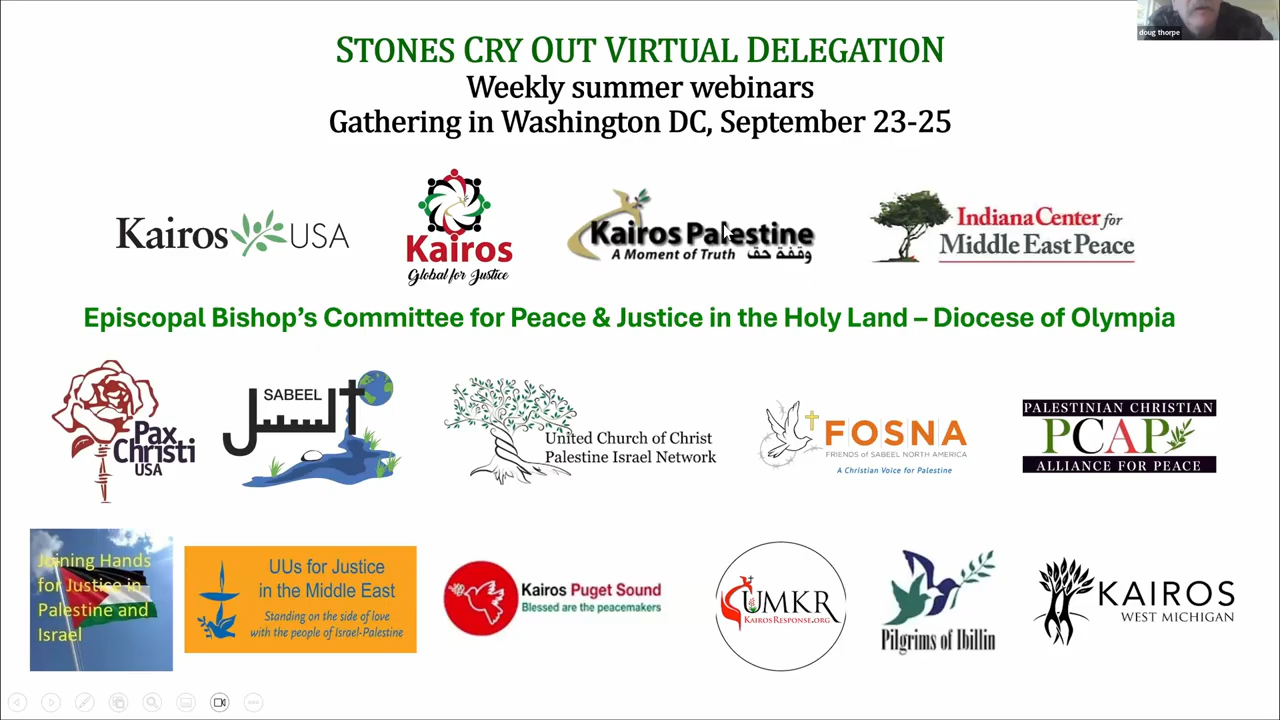 doug thorpe
STONES CRY OUT VIRTUAL DELEGATION
Weekly summer webinars
Gathering in Washington DC, September 23-25
Kairos USA
Kairos
Global for Justice
Kairos Palestine
A Moment of Truth وقفة حق
Indiana Center for
Middle East Peace
Episcopal Bishop's Committee for Peace & Justice in the Holy Land – Diocese of Olympia
Pax
Christi
USA
SABEEL
السبيل
United Church of Christ
Palestine Israel Network
FOSNA
FRIENDS of SABEEL NORTH AMERICA
A Christian Voice for Palestine
PALESTINIAN CHRISTIAN
PCAP
ALLIANCE FOR PEACE
Joining Hands
for Justice in
Palestine and
Israel
UUs for Justice
in the Middle East
Standing on the side of love
with the people of Israel-Palestine
Kairos Puget Sound
Blessed are the peacemakers
UMKR
KAIROSRESPONSE.ORG
Pilgrims of Ibillin
KAIROS
WEST MICHIGAN